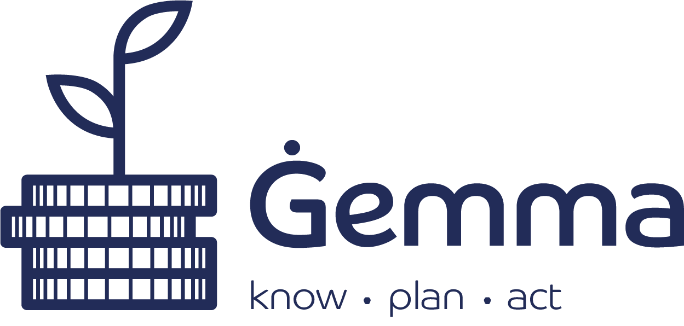 Ġemma
know • plan • act